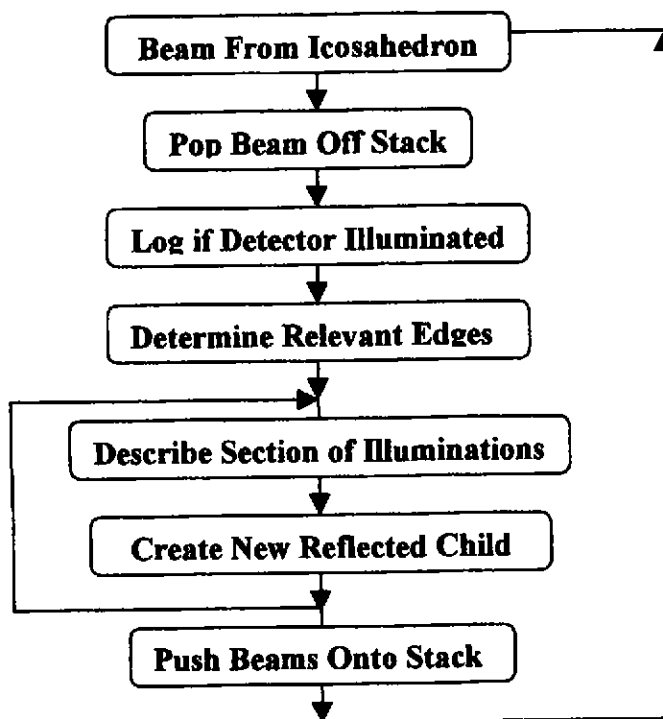 Beam From Icosahedron
Pop Beam Off Stack
Log if Detector Illuminated
Determine Relevant Edges
Describe Section of Illuminations
Create New Reflected Child
Push Beams Onto Stack